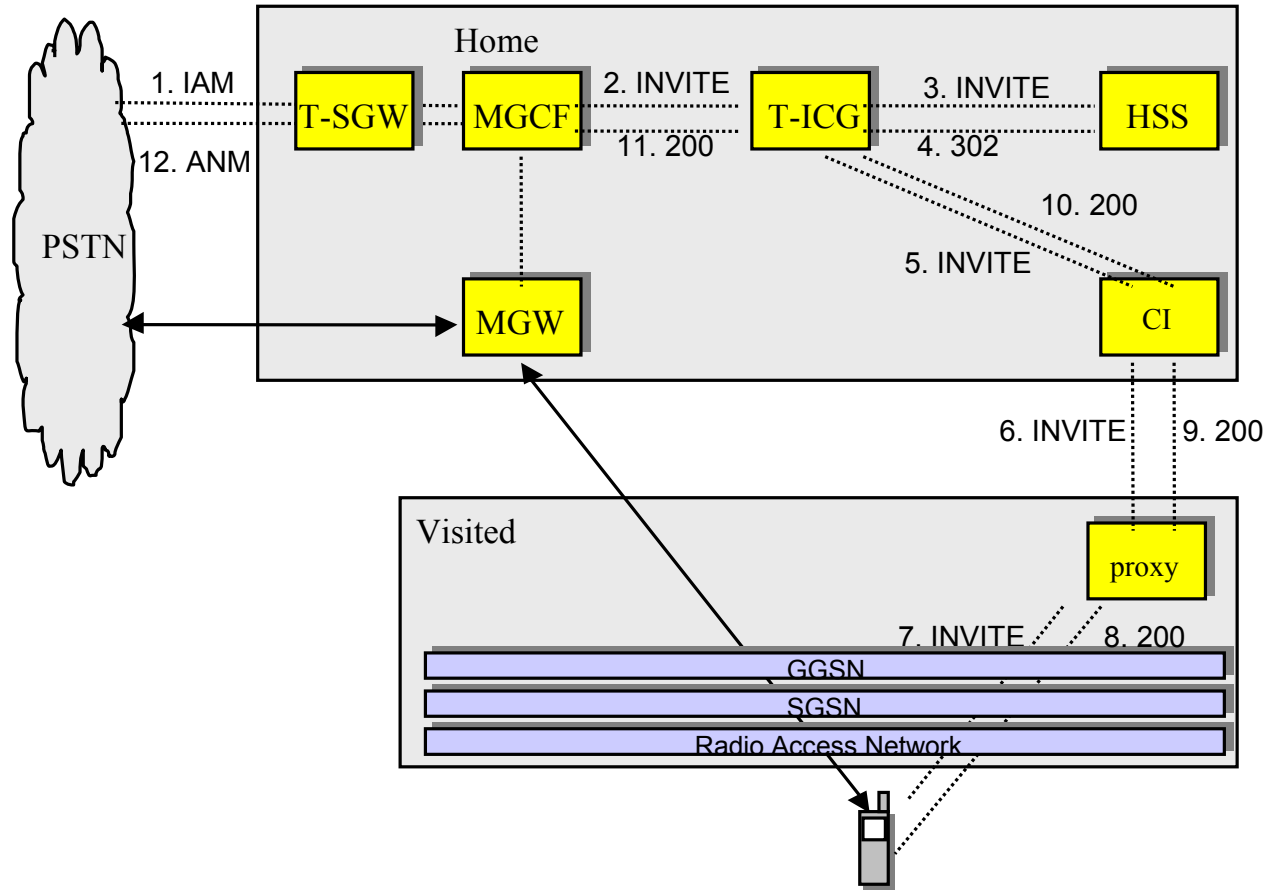 Home
1. IAM
2. INVITE
3. INVITE
T-SGW
MGCF
T-ICG
HSS
12. ANM
11. 200
4. 302
10. 200
PSTN
5. INVITE
MGW
CI
6. INVITE
9. 200
Visited
proxy
7. INVITE
8. 200
GGSN
SGSN
Radio Access Network